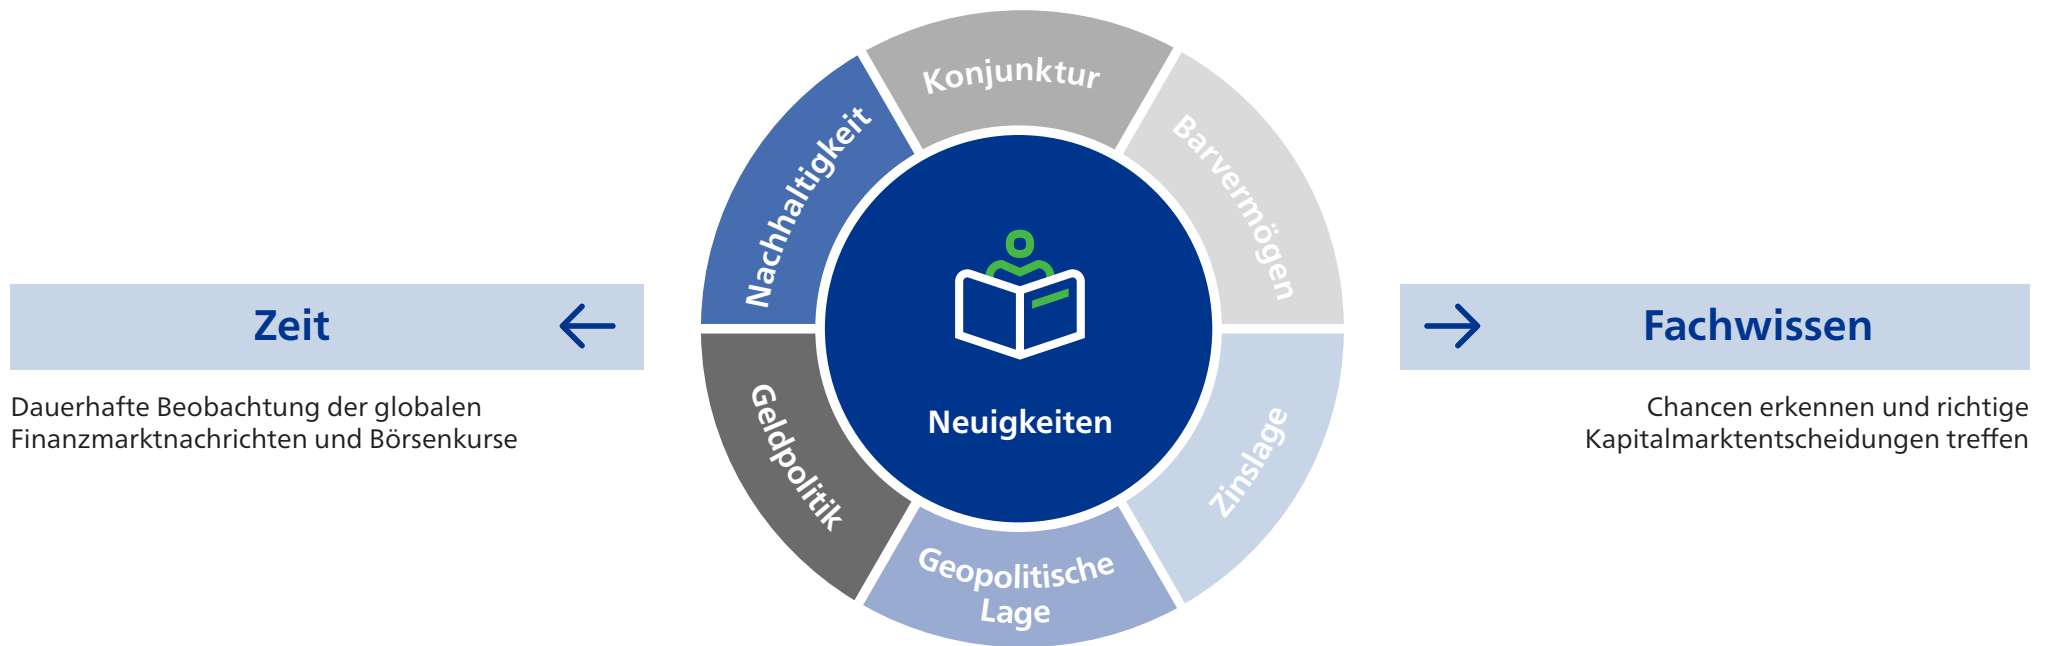 Zeit
Dauerhafte Beobachtung der globalen
Finanzmarktnachrichten und Börsenkurse
Konjunktur
Barvermögen
Zinslage
Geopolitische
Lage
Geldpolitik
Nachhaltigkeit
Neuigkeiten
Fachwissen
Chancen erkennen und richtige
Kapitalmarktentscheidungen treffen